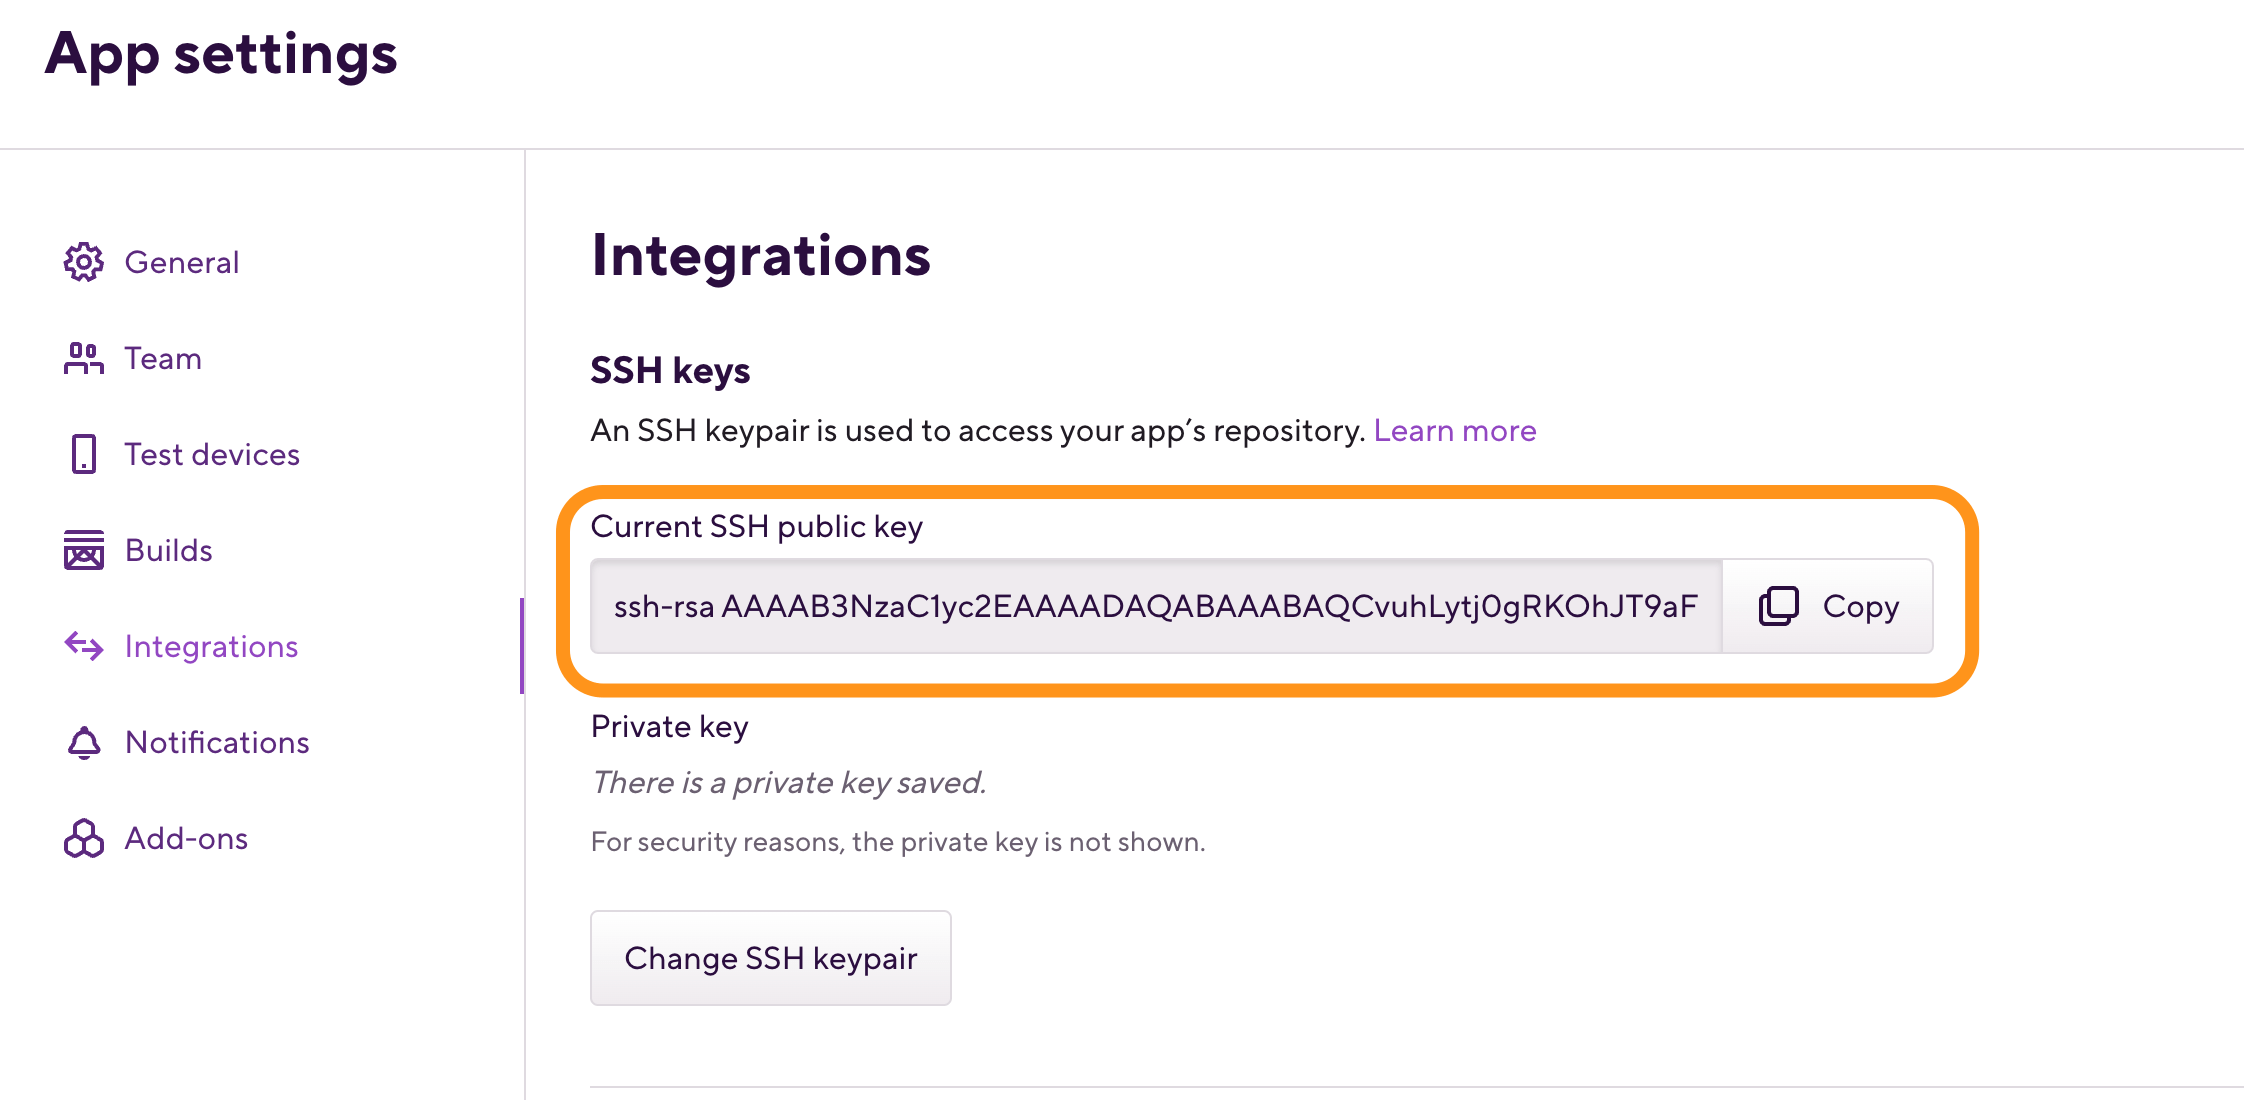 App settings
General
Team
Test devices
Builds
Integrations
Notifications
Add-ons
Integrations
SSH keys
An SSH keypair is used to access your app’s repository. Learn more
Current SSH public key
ssh-rsa AAAAB3NzaC1yc2EAAAADAQABAAABAQCvuhLytj0gRKOhJT9aF
Copy
Private key
There is a private key saved.
For security reasons, the private key is not shown.
Change SSH keypair